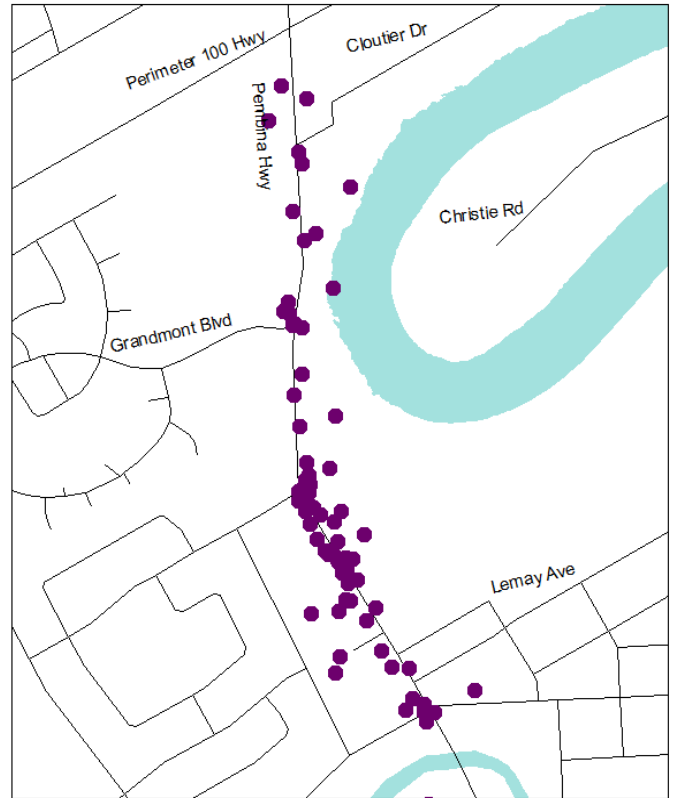 Perimeter 100 Hwy
Cloutier Dr
Pembina Hwy
Christie Rd
Grandmont Blvd
Lemay Ave